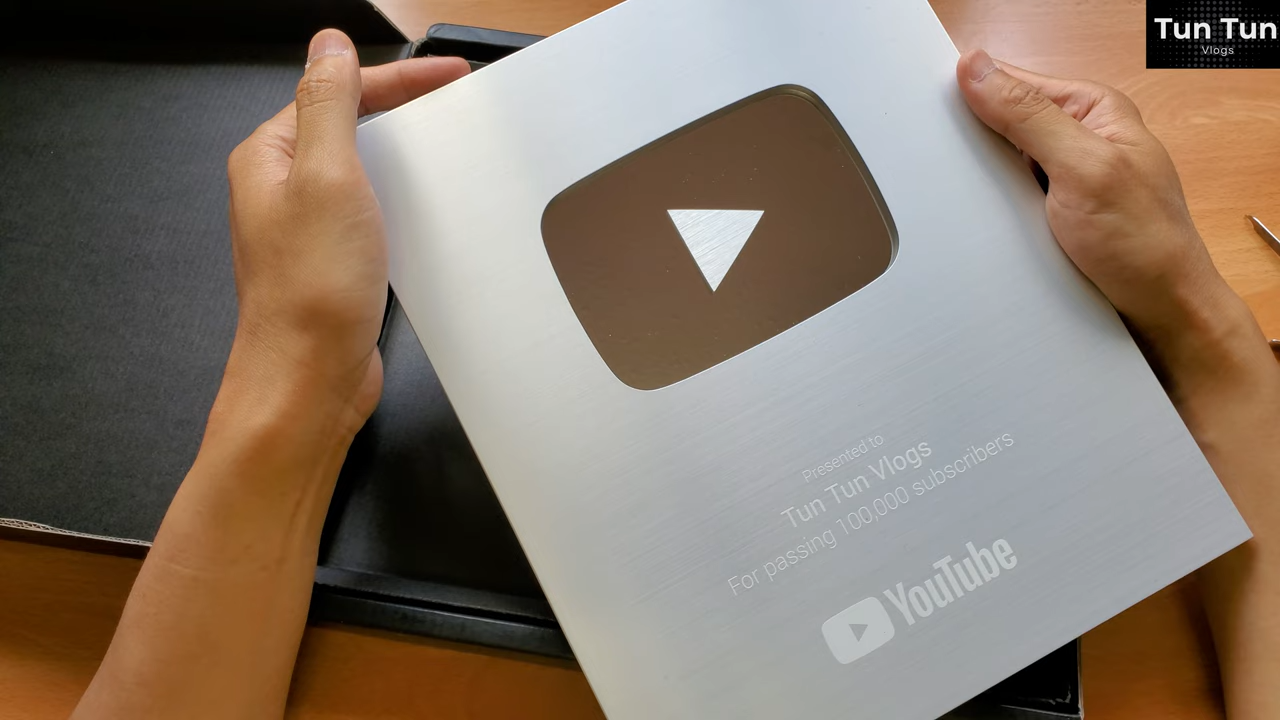 Tun Tun
Vlogs
Presented to
Tun Tun Vlogs
For passing 100,000 subscribers
YouTube